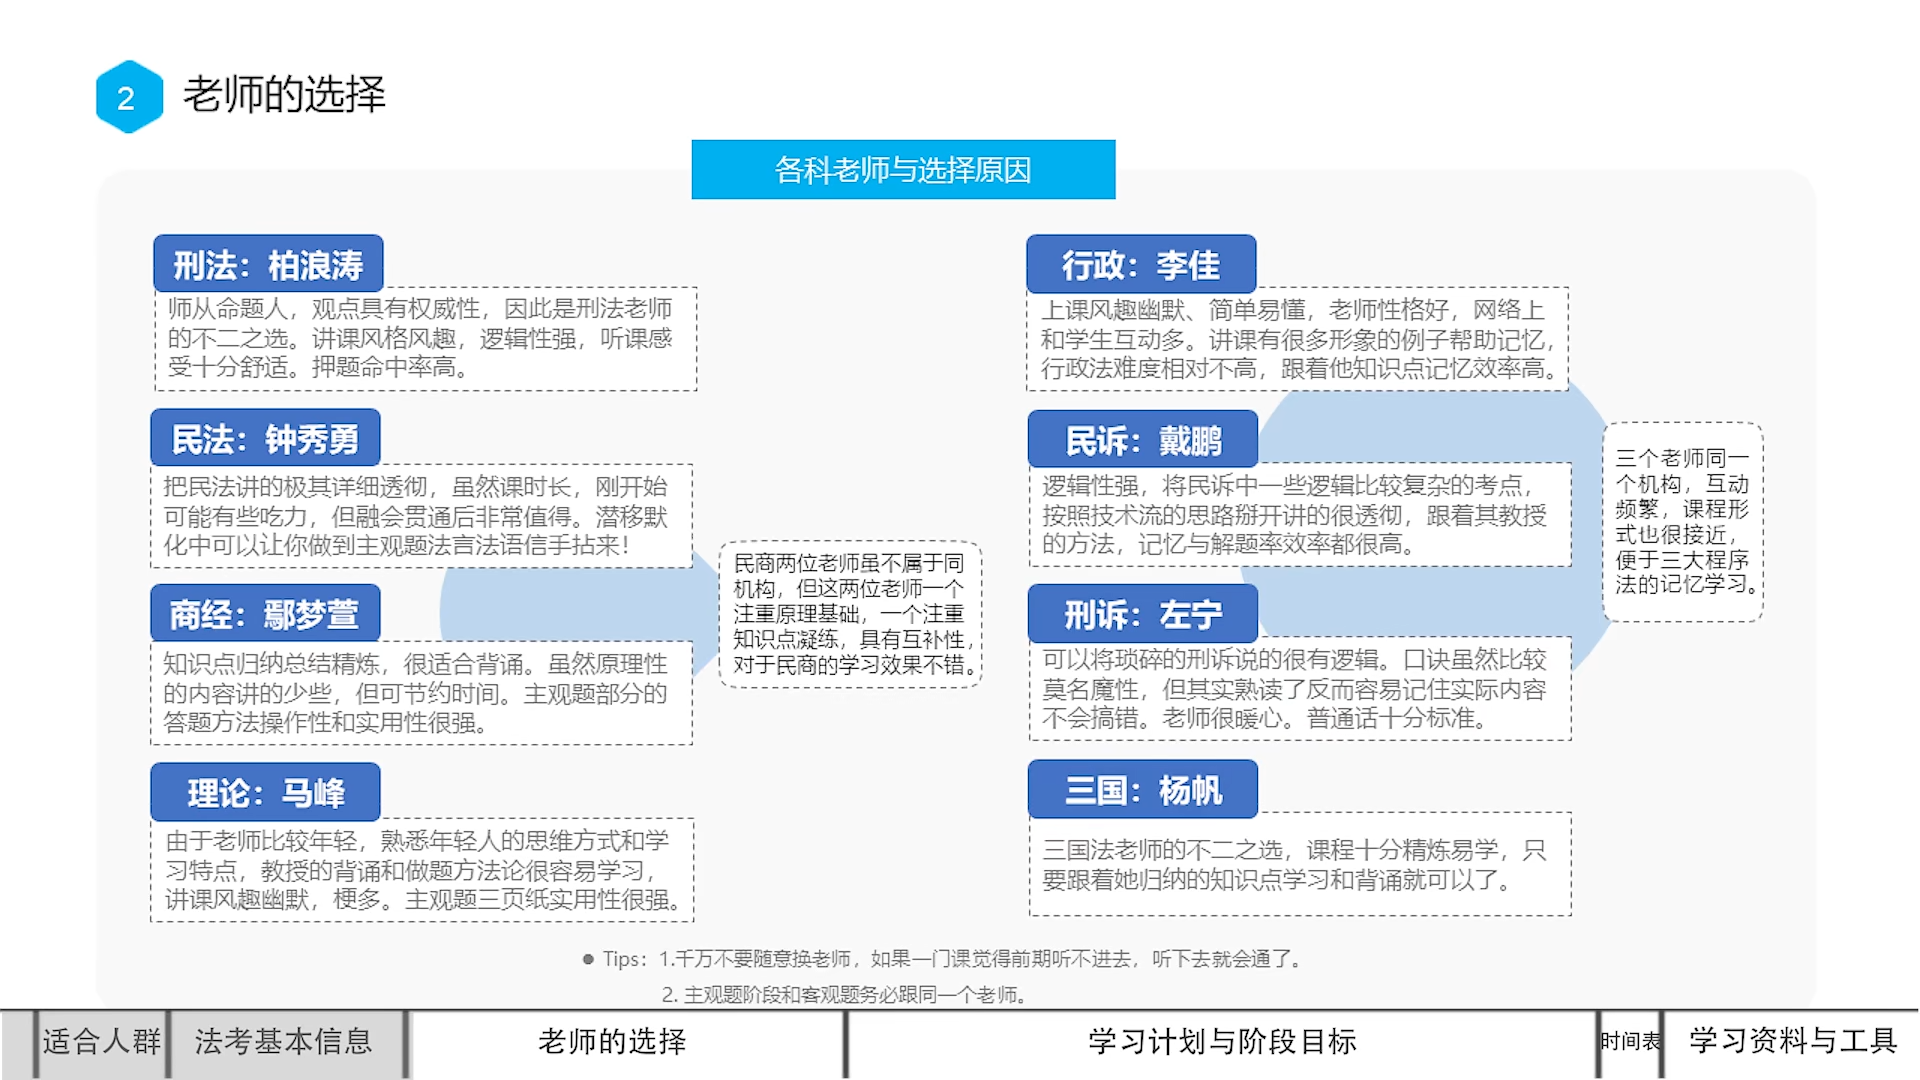 2
老师的选择
各科老师与选择原因
刑法：柏浪涛
师从命题人，观点具有权威性，因此是刑法老师
的不二之选。讲课风格风趣，逻辑性强，听课感
受十分舒适。押题命中率高。
民法：钟秀勇
把民法讲的极其详细透彻，虽然课时长，刚开始
可能有些吃力，但融会贯通后非常值得。潜移默
化中可以让你做到主观题法言法语信手拈来！
商经：鄢梦萱
知识点归纳总结精炼，很适合背诵。虽然原理性
的内容讲的少些，但可节约时间。主观题部分的
答题方法操作性和实用性很强。
理论：马峰
由于老师比较年轻，熟悉年轻人的思维方式和学
习特点，教授的背诵和做题方法论很容易学习，
讲课风趣幽默，梗多。主观题三页纸实用性很强。
民商两位老师虽不属于同
机构，但这两位老师一个
注重原理基础，一个注重
知识点凝练，具有互补性，
对于民商的学习效果不错。
行政：李佳
上课风趣幽默、简单易懂，老师性格好，网络上
和学生互动多。讲课有很多形象的例子帮助记忆，
行政法难度相对不高，跟着他知识点记忆效率高。
民诉：戴鹏
逻辑性强，将民诉中一些逻辑比较复杂的考点，
按照技术流的思路掰开讲的很透彻，跟着其教授
的方法，记忆与解题率效率都很高。
刑诉：左宁
可以将琐碎的刑诉说的很有逻辑。口诀虽然比较
莫名魔性，但其实熟读了反而容易记住实际内容
不会搞错。老师很暖心。普通话十分标准。
三国：杨帆
三国法老师的不二之选，课程十分精炼易学，只
要跟着她归纳的知识点学习和背诵就可以了。
三个老师同一
个机构，互动
频繁，课程形
式也很接近，
便于三大程序
法的记忆学习。
● Tips：1.千万不要随意换老师，如果一门课觉得前期听不进去，听下去就会通了。
2. 主观题阶段和客观题务必跟同一个老师。
适合人群
法考基本信息
老师的选择
学习计划与阶段目标
时间表
学习资料与工具